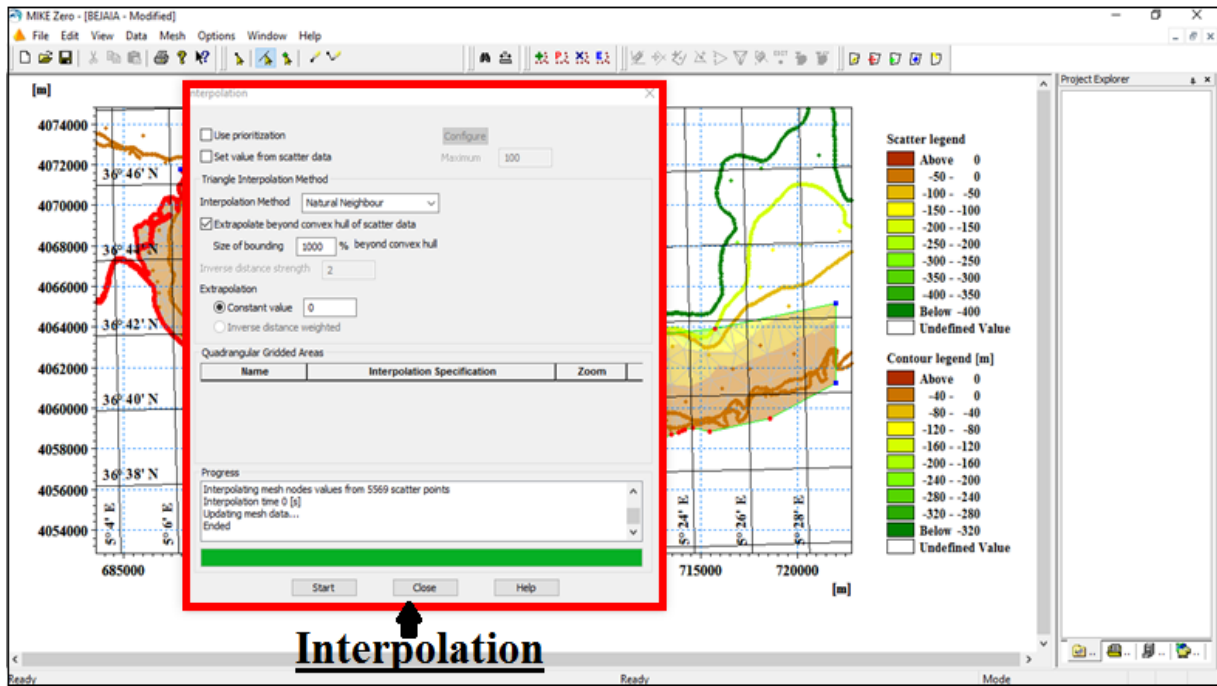 MIKE Zero - [BEJAIA - Modified]
File Edit View Data Mesh Options Window Help
Project Explorer
[m]
4074000
4072000
4070000
4068000
4066000
4064000
4062000
4060000
4058000
4056000
4054000
36° 46' N
36° 44' N
36° 42' N
36° 40' N
36° 38' N
5° 4' E
5° 6' E
5° 24' E
5° 26' E
5° 28' E
685000
715000
720000
[m]
Interpolation
Use prioritization
Configure
Set value from scatter data
Maximum 100
Triangle Interpolation Method
Interpolation Method Natural Neighbour
Extrapolate beyond convex hull of scatter data
Size of bounding 1000 % beyond convex hull
Inverse distance strength 2
Extrapolation
Constant value 0
Inverse distance weighted
Quadrangular Gridded Areas
Name Interpolation Specification Zoom
Progress
Interpolating mesh nodes values from 5569 scatter points
Interpolation time 0 [s]
Updating mesh data...
Ended
Start Close Help
Interpolation
Scatter legend
Above 0
-50 - 0
-100 - -50
-150 - -100
-200 - -150
-250 - -200
-300 - -250
-350 - -300
-400 - -350
Below -400
Undefined Value
Contour legend [m]
Above 0
-40 - 0
-80 - -40
-120 - -80
-160 - -120
-200 - -160
-240 - -200
-280 - -240
-320 - -280
Below -320
Undefined Value
Ready Ready Mode